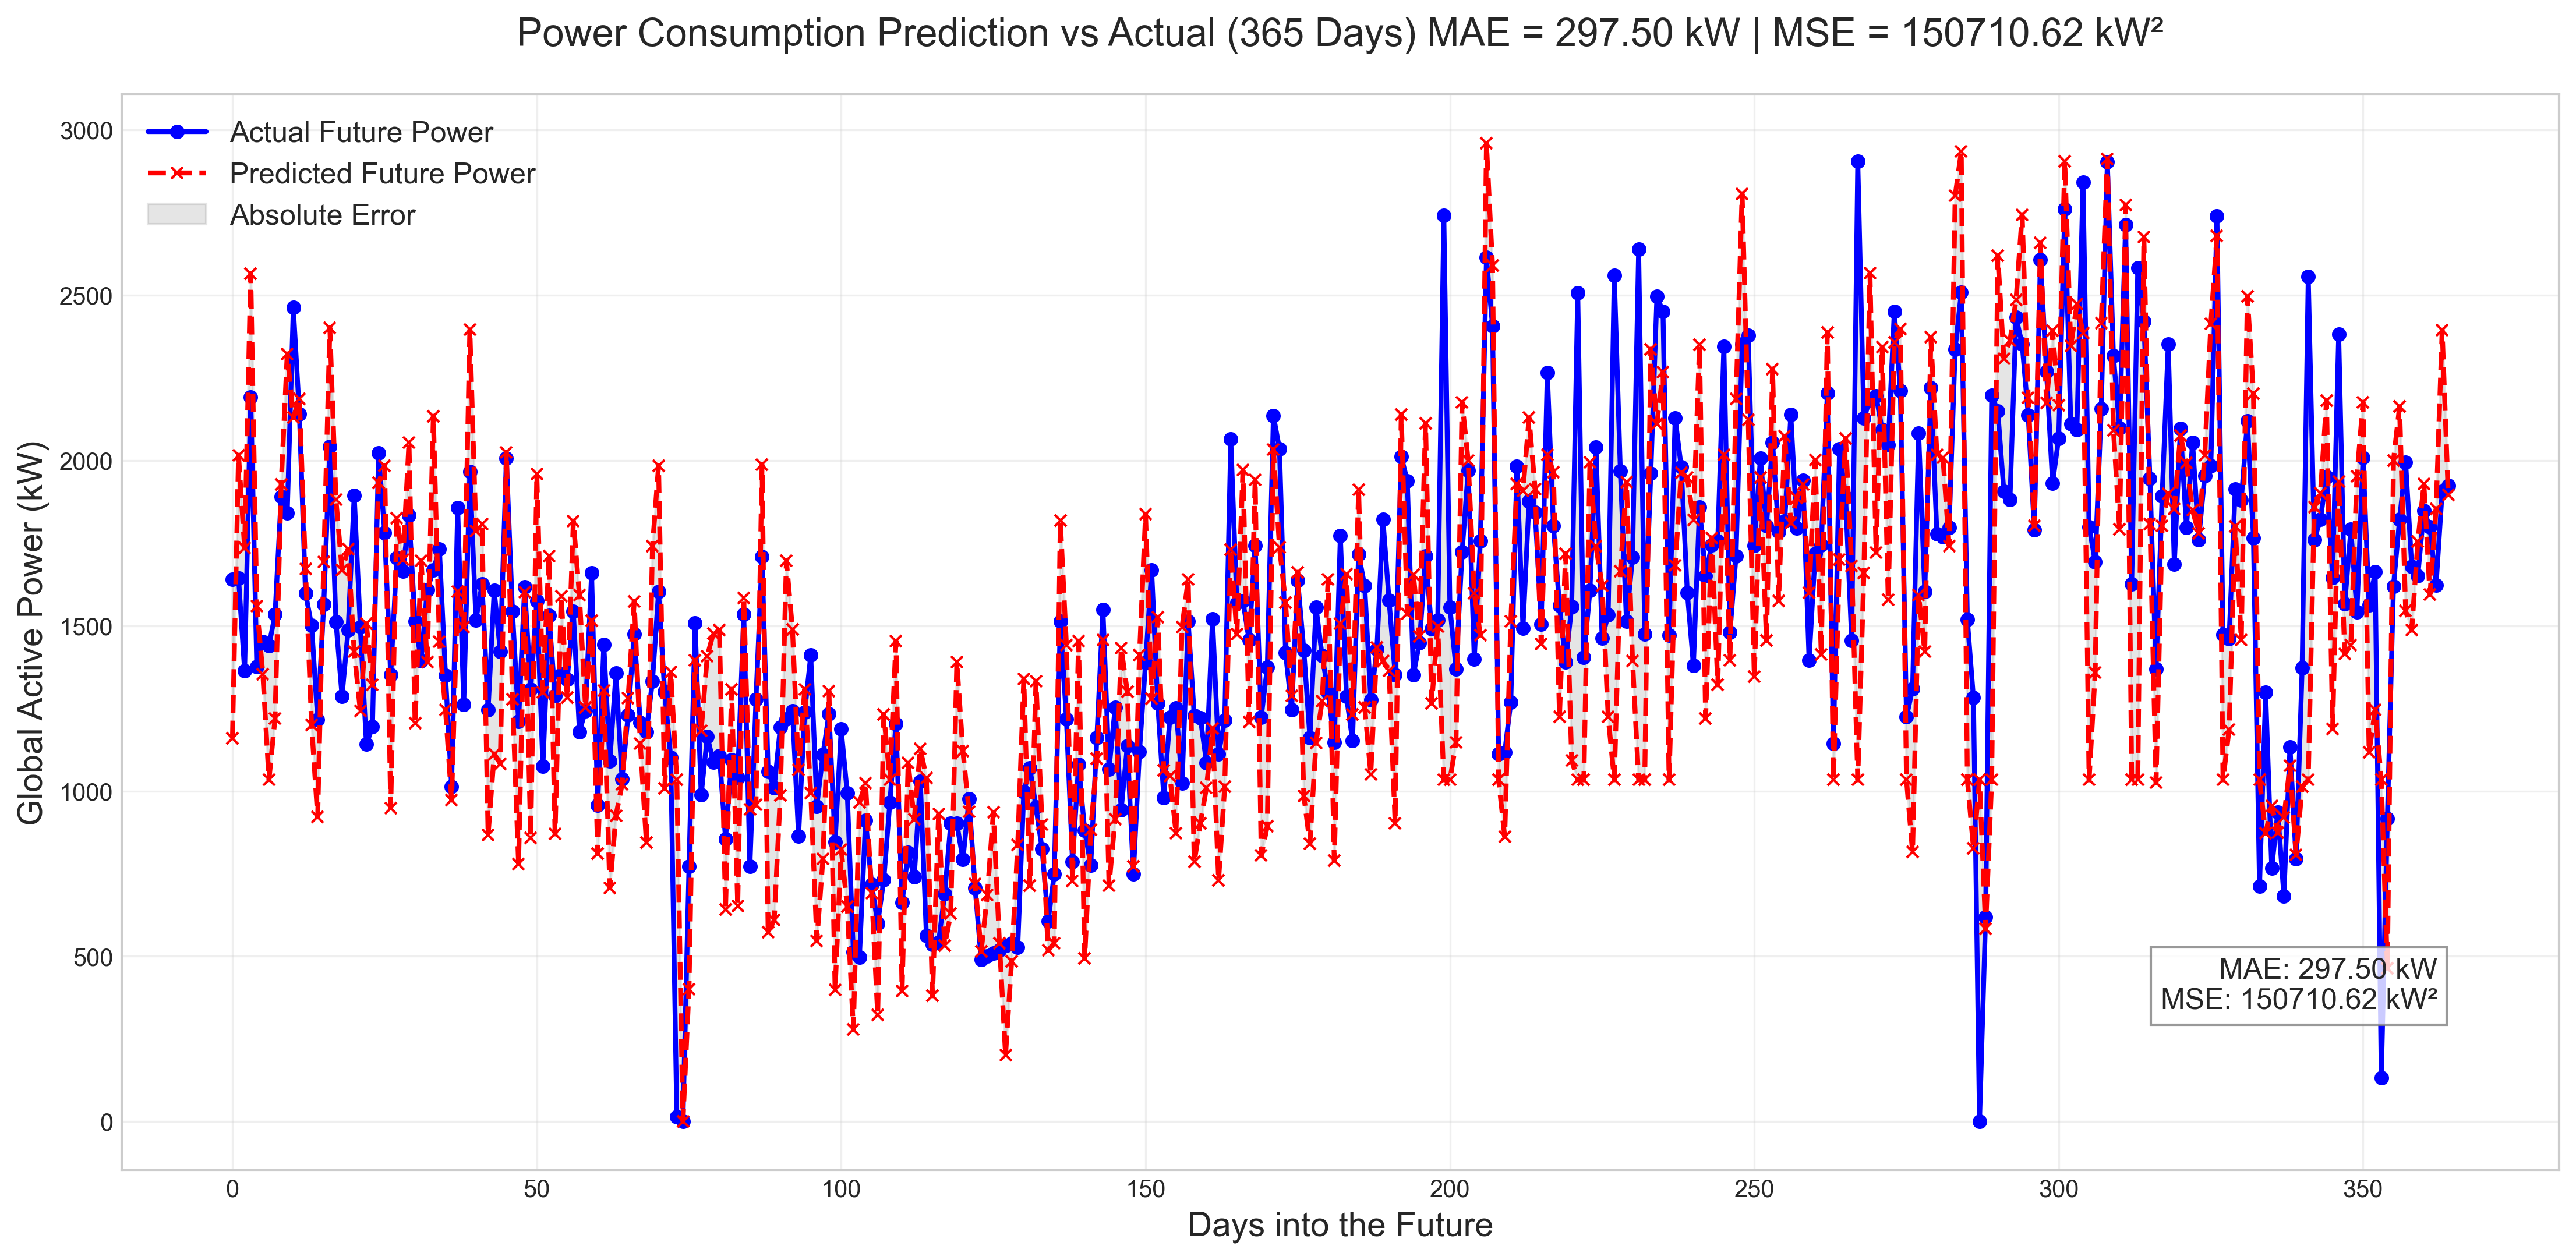 Power Consumption Prediction vs Actual (365 Days) MAE = 297.50 kW | MSE = 150710.62 kW²
Actual Future Power
Predicted Future Power
Absolute Error
Global Active Power (kW)
3000
2500
2000
1500
1000
500
0
MAE: 297.50 kW
MSE: 150710.62 kW²
0
50
100
150
200
250
300
350
Days into the Future